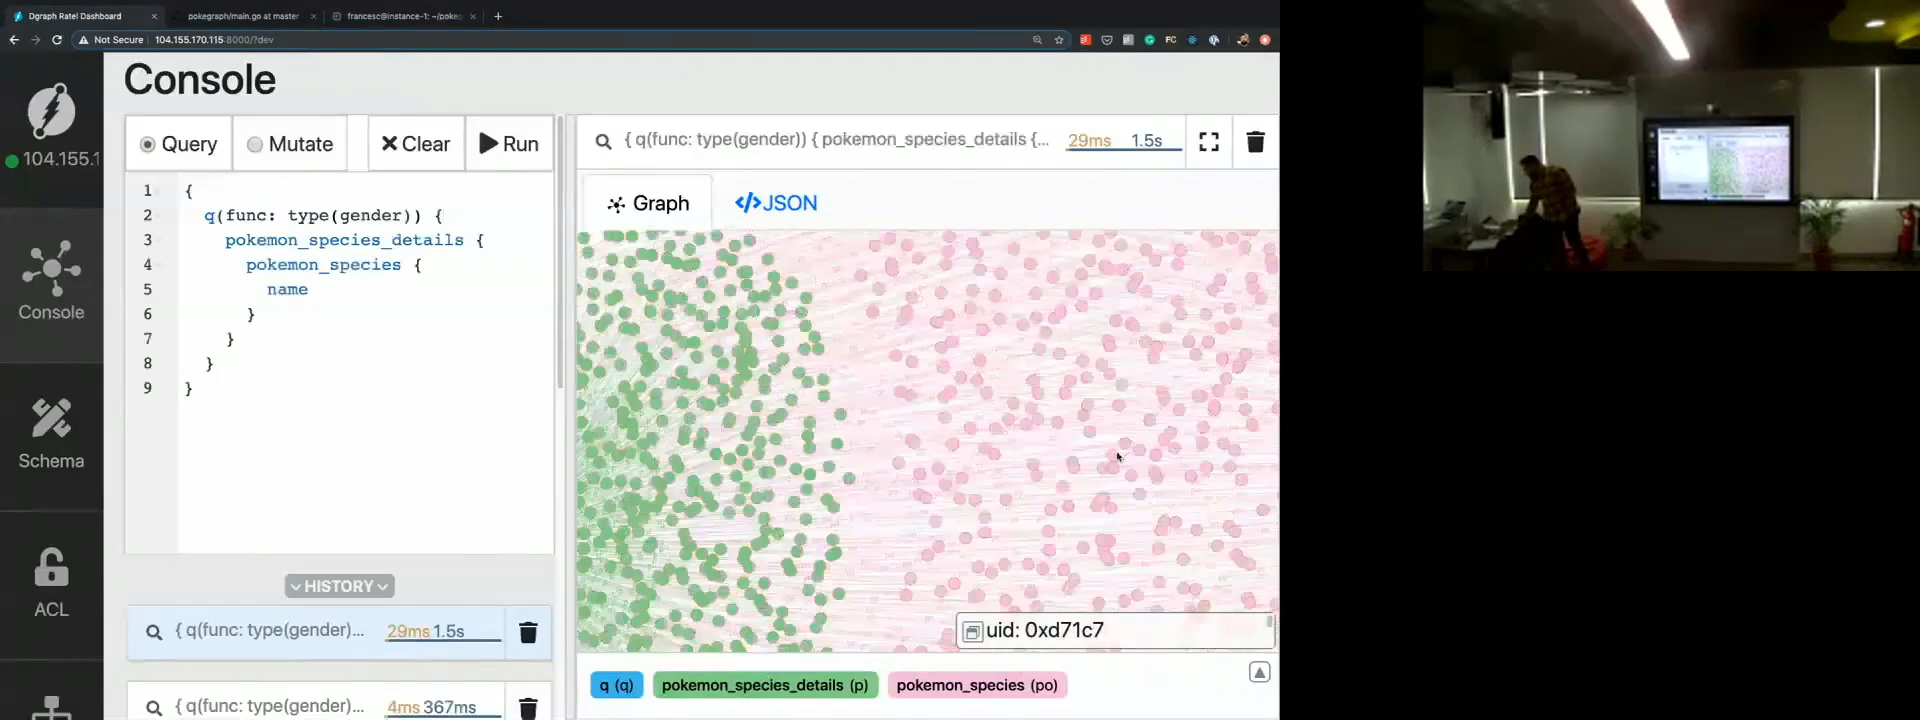 Dgraph Ratel Dashboard
pokegraph/main.go at master
francesc@instance-1: ~/poke
Not Secure
104.155.170.115:8000/?dev
FC
Console
Query
Mutate
Clear
Run
104.155.1
1 {
2 q(func: type(gender)) {
3 pokemon_species_details {
4 pokemon_species {
5 name
6 }
7 }
8 }
9 }
HISTORY
{ q(func: type(gender)... 29ms 1.5s
{ q(func: type(gender)... 4ms 367ms
Console
Schema
ACL
{ q(func: type(gender)) { pokemon_species_details {... 29ms 1.5s
Graph
JSON
uid: 0xd71c7
q (q)
pokemon_species_details (p)
pokemon_species (po)